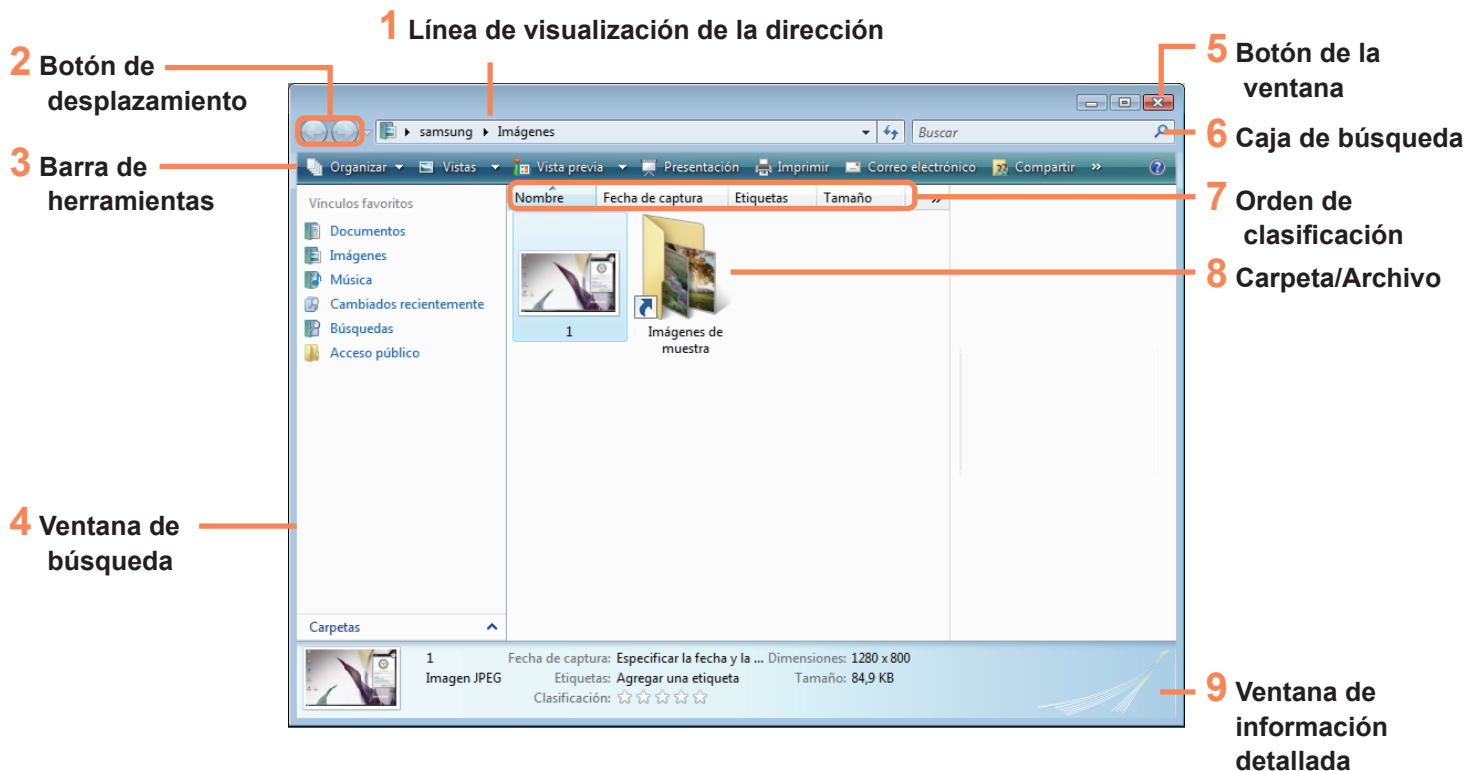 1 Línea de visualización de la dirección
2 Botón de
desplazamiento
3 Barra de
herramientas
4 Ventana de
búsqueda
5 Botón de la
ventana
6 Caja de búsqueda
7 Orden de
clasificación
8 Carpeta/Archivo
9 Ventana de
información
detallada
samsung Imágenes
Buscar
Organizar Vistas Vista previa Presentación Imprimir Correo electrónico Compartir »
Vínculos favoritos
Documentos
Imágenes
Música
Cambiados recientemente
Búsquedas
Acceso público
Carpetas
Nombre Fecha de captura Etiquetas Tamaño »
1
Imágenes de
muestra
1 Fecha de captura: Especificar la fecha y la ... Dimensiones: 1280 x 800
Imagen JPEG Etiquetas: Agregar una etiqueta Tamaño: 84,9 KB
Clasificación: